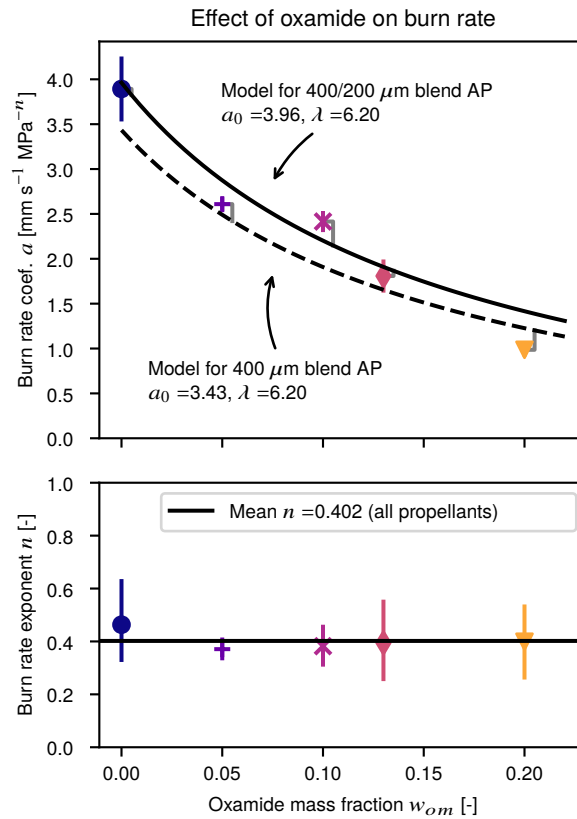 Effect of oxamide on burn rate
Burn rate coef. a [mm s⁻¹ MPa⁻ⁿ]
4.0
3.5
3.0
2.5
2.0
1.5
1.0
0.5
0.0
Model for 400/200 μm blend AP
a₀ =3.96, λ =6.20
Model for 400 μm blend AP
a₀ =3.43, λ =6.20
Burn rate exponent n [-]
1.0
0.8
0.6
0.4
0.2
0.0
Mean n =0.402 (all propellants)
0.00 0.05 0.10 0.15 0.20
Oxamide mass fraction wₒₘ [-]